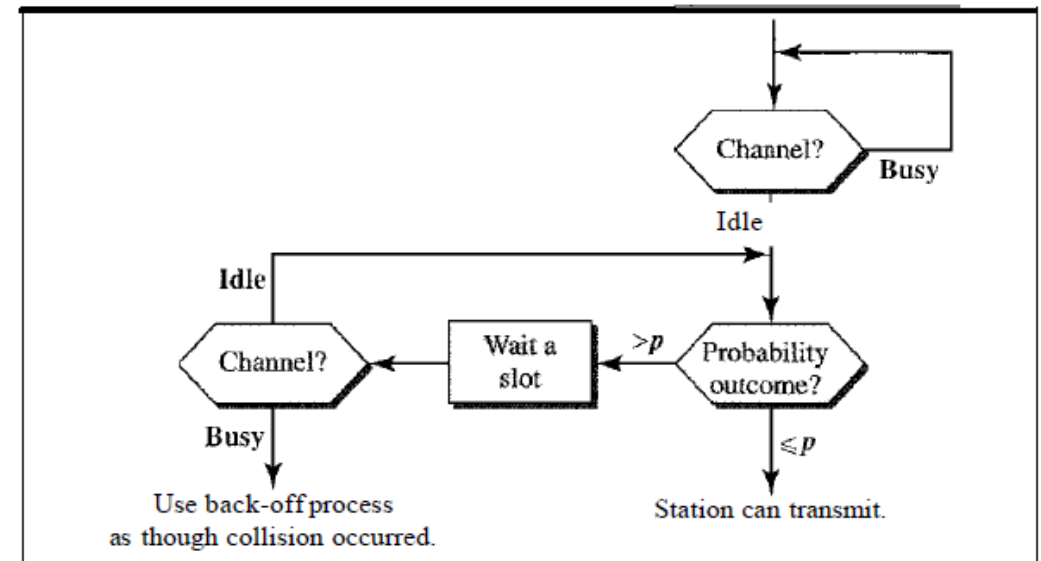 Channel?
Busy
Idle
Idle
Channel?
Wait a
slot
>p
Probability
outcome?
Busy
≤p
Use back-off process
as though collision occurred.
Station can transmit.